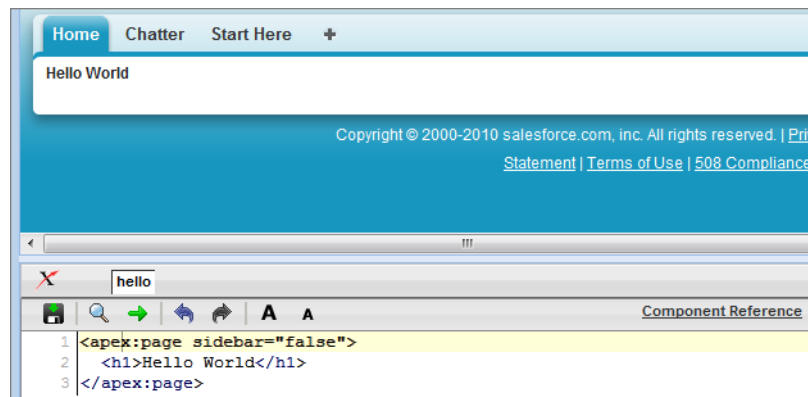 Home Chatter Start Here +
Hello World
Copyright © 2000-2010 salesforce.com, inc. All rights reserved. |
Statement | Terms of Use | 508 Compliance
hello
A A Component Reference
1 <apex:page sidebar="false">
2 <h1>Hello World</h1>
3 </apex:page>